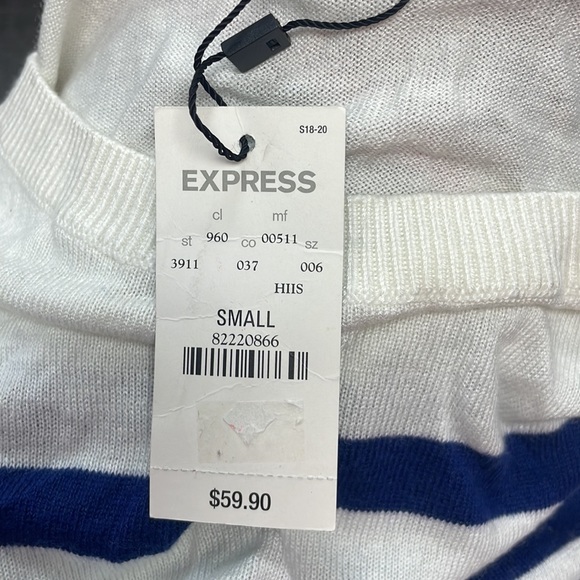 S18-20
EXPRESS
cl mf
st 960 co 00511 sz
3911 037 006
HIIS
SMALL
82220866
$59.90